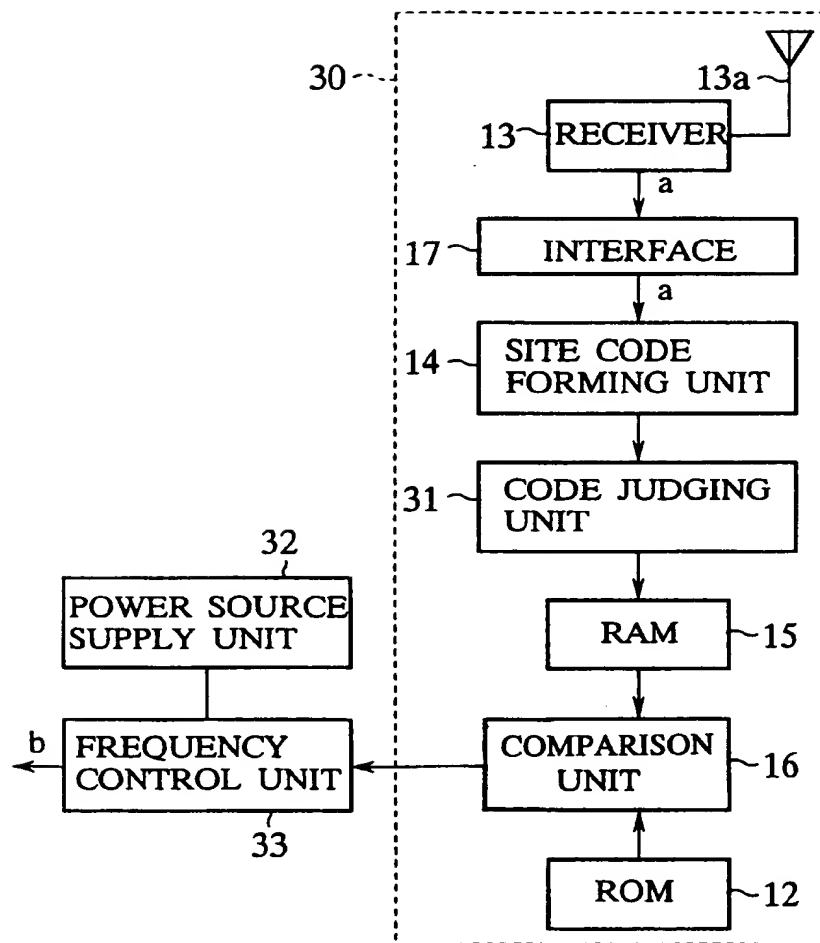 30
13a
13
RECEIVER
a
17
INTERFACE
a
14
SITE CODE
FORMING UNIT
31
CODE JUDGING
UNIT
32
POWER SOURCE
SUPPLY UNIT
RAM
15
b
FREQUENCY
CONTROL UNIT
33
COMPARISON
UNIT
16
ROM
12